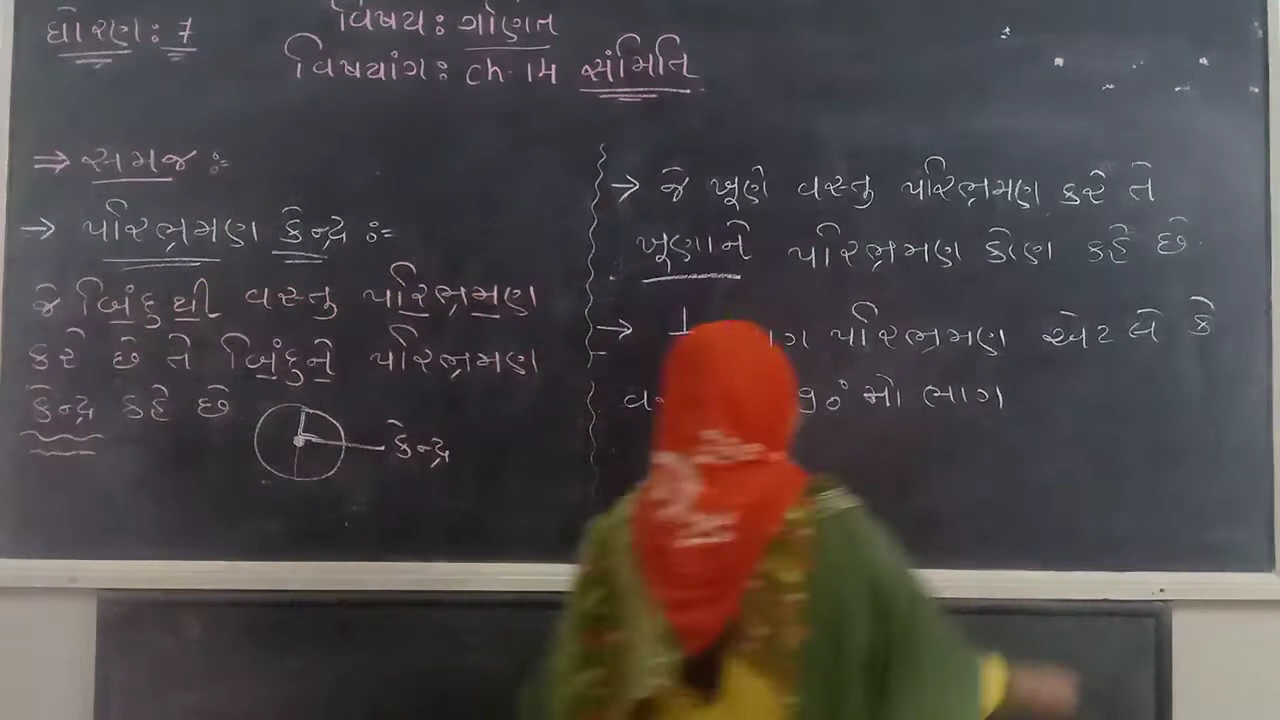 ધોરણ : 7
વિષય : ગણિત
વિષયાંગ : ch. 14 સંમિતિ
⇒ સમજ :-
→ પરિભ્રમણ કેન્દ્ર :-
જે બિંદુથી વસ્તુ પરિભ્રમણ
કરે છે તે બિંદુને પરિભ્રમણ
કેન્દ્ર કહે છે
કેન્દ્ર
→ જે ખૂણે વસ્તુ પરિભ્રમણ કરે તે
ખૂણાને પરિભ્રમણ કોણ કહે છે.
→ પરિભ્રમણ એટલે કે
90° મો ભાગ